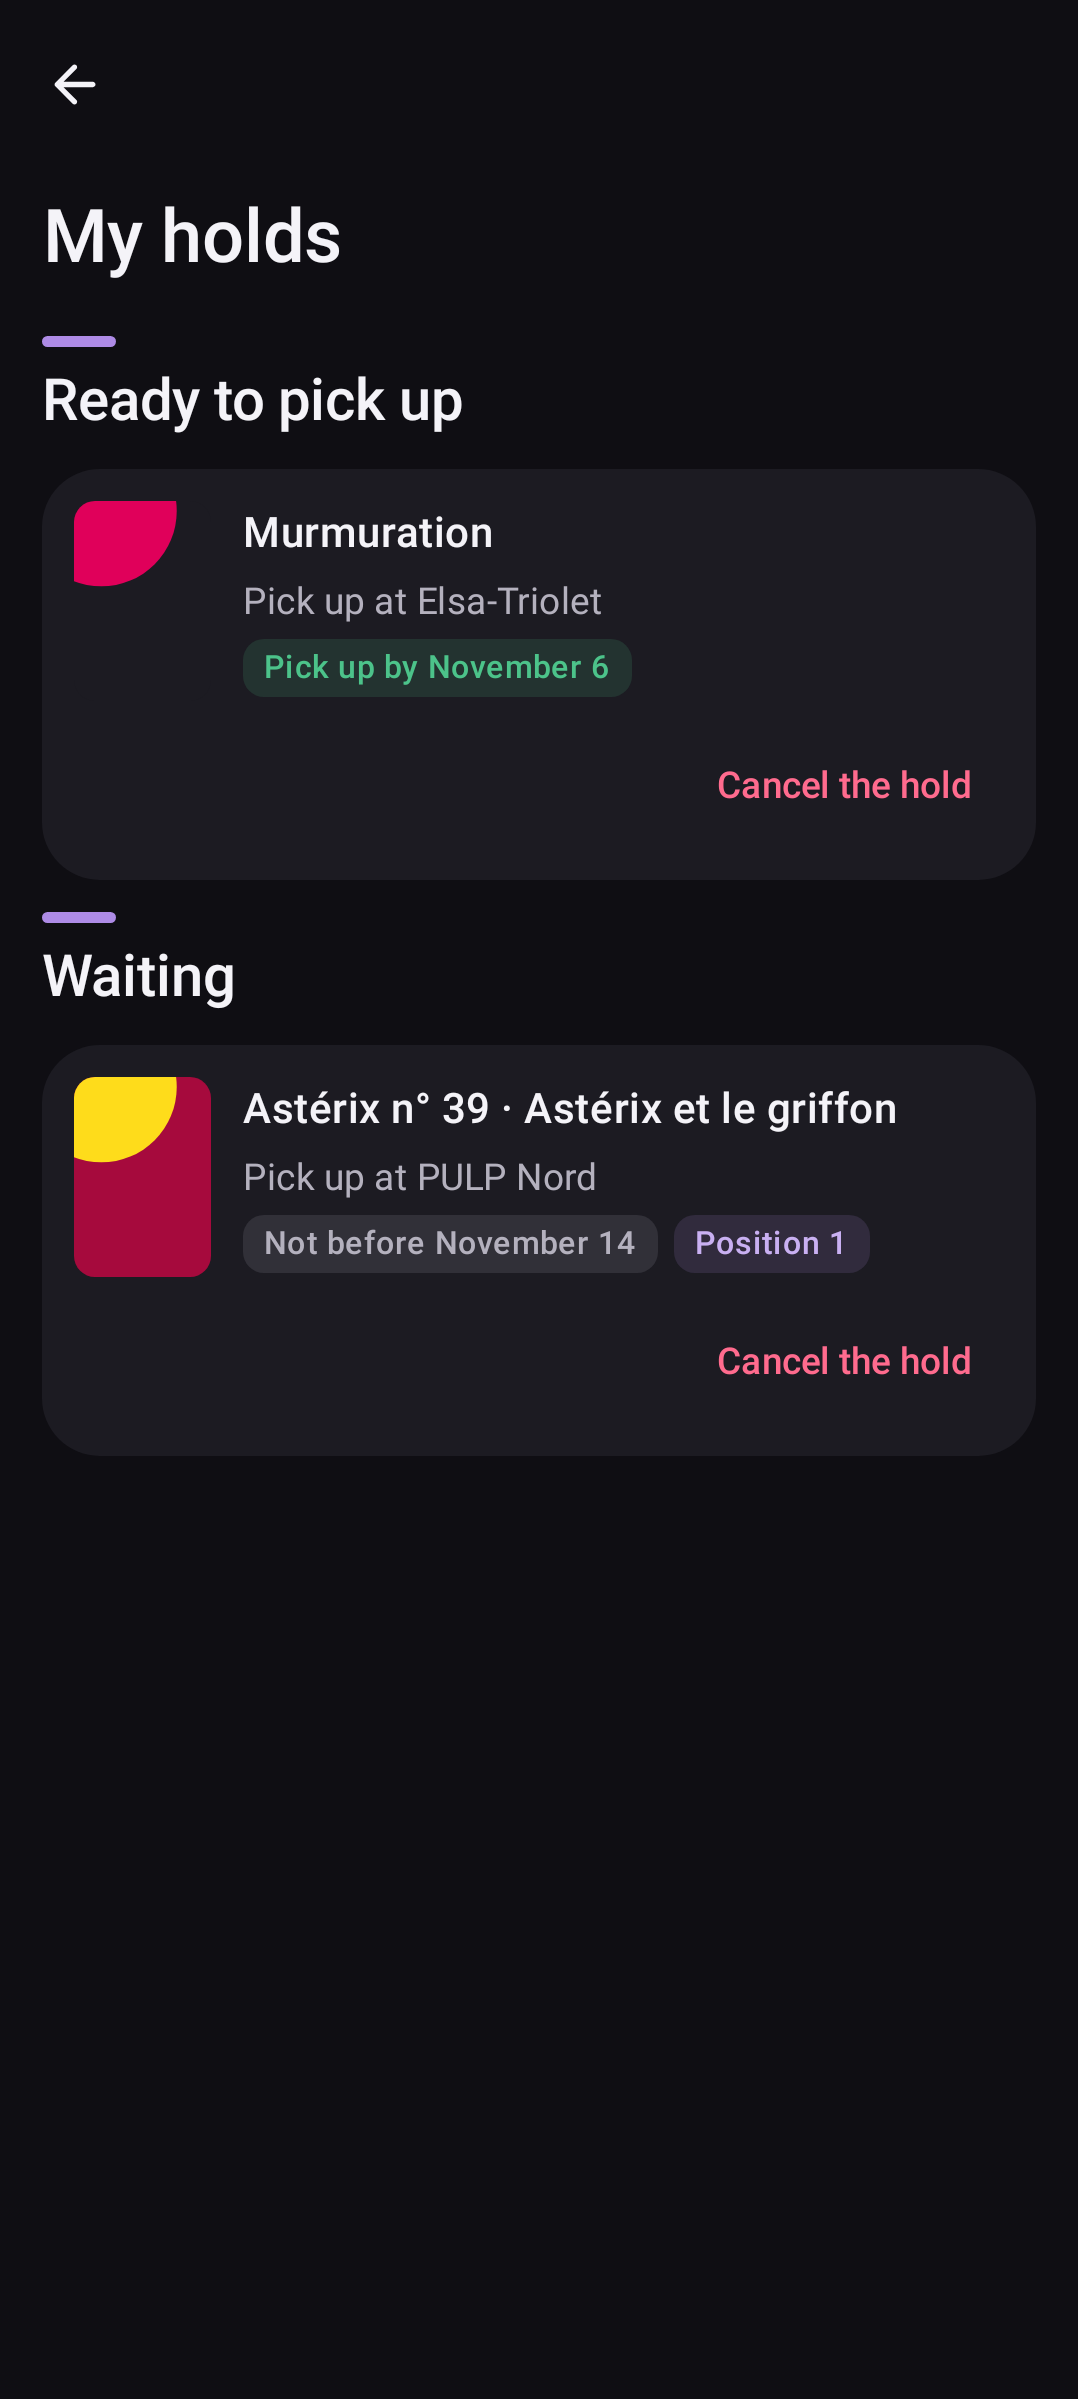 My holds
Ready to pick up
Murmuration
Pick up at Elsa-Triolet
Pick up by November 6
Cancel the hold
Waiting
Astérix n° 39 · Astérix et le griffon
Pick up at PULP Nord
Not before November 14 Position 1
Cancel the hold